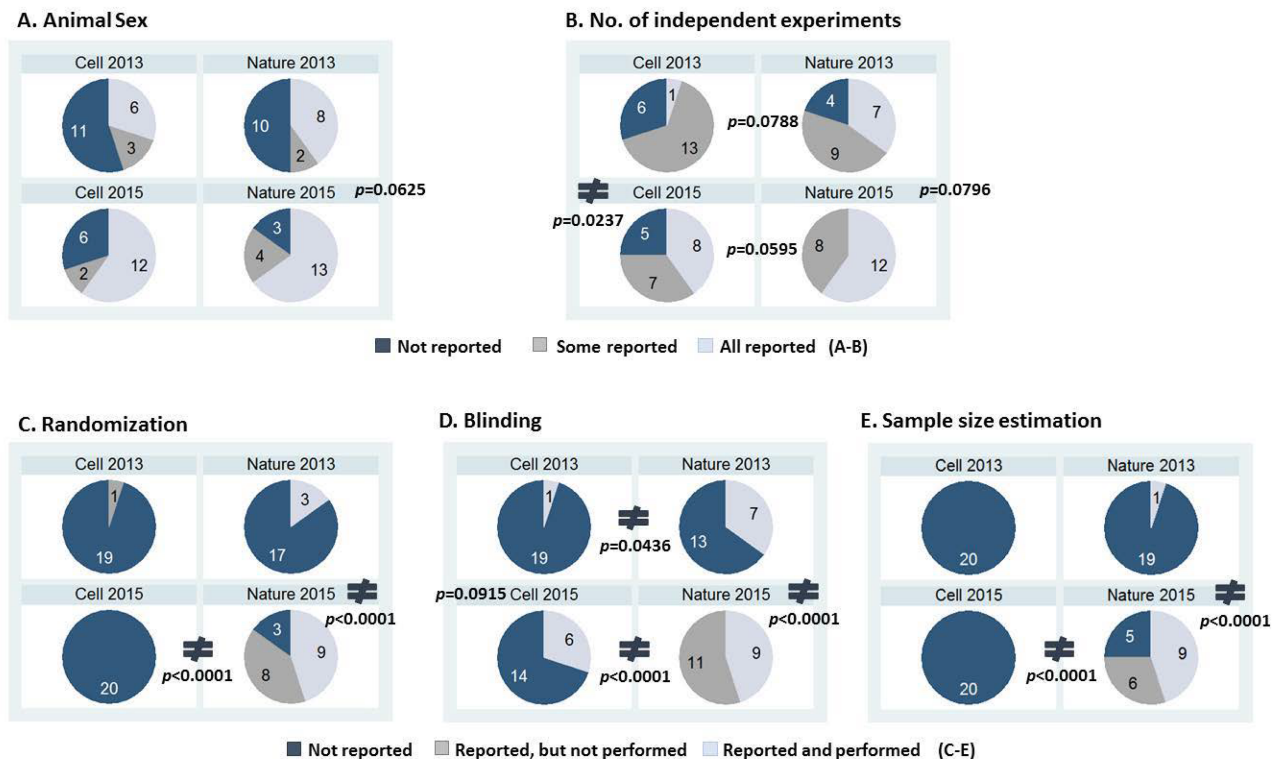 A. Animal Sex
Cell 2013
Nature 2013
11
6
3
10
8
2
Cell 2015
Nature 2015
p=0.0625
6
12
2
3
4
13
B. No. of independent experiments
Cell 2013
Nature 2013
6
1
13
p=0.0788
4
7
9
≠
Cell 2015
Nature 2015
p=0.0796
p=0.0237
5
8
7
p=0.0595
8
12
Not reported
Some reported
All reported
(A-B)
C. Randomization
Cell 2013
Nature 2013
1
19
3
17
≠
p<0.0001
Cell 2015
Nature 2015
20
≠
p<0.0001
3
9
8
D. Blinding
Cell 2013
Nature 2013
1
19
≠
p=0.0436
7
13
p=0.0915
Cell 2015
Nature 2015
≠
p<0.0001
6
14
≠
p<0.0001
11
9
E. Sample size estimation
Cell 2013
Nature 2013
20
1
19
≠
p<0.0001
Cell 2015
Nature 2015
20
≠
p<0.0001
5
9
6
Not reported
Reported, but not performed
Reported and performed
(C-E)